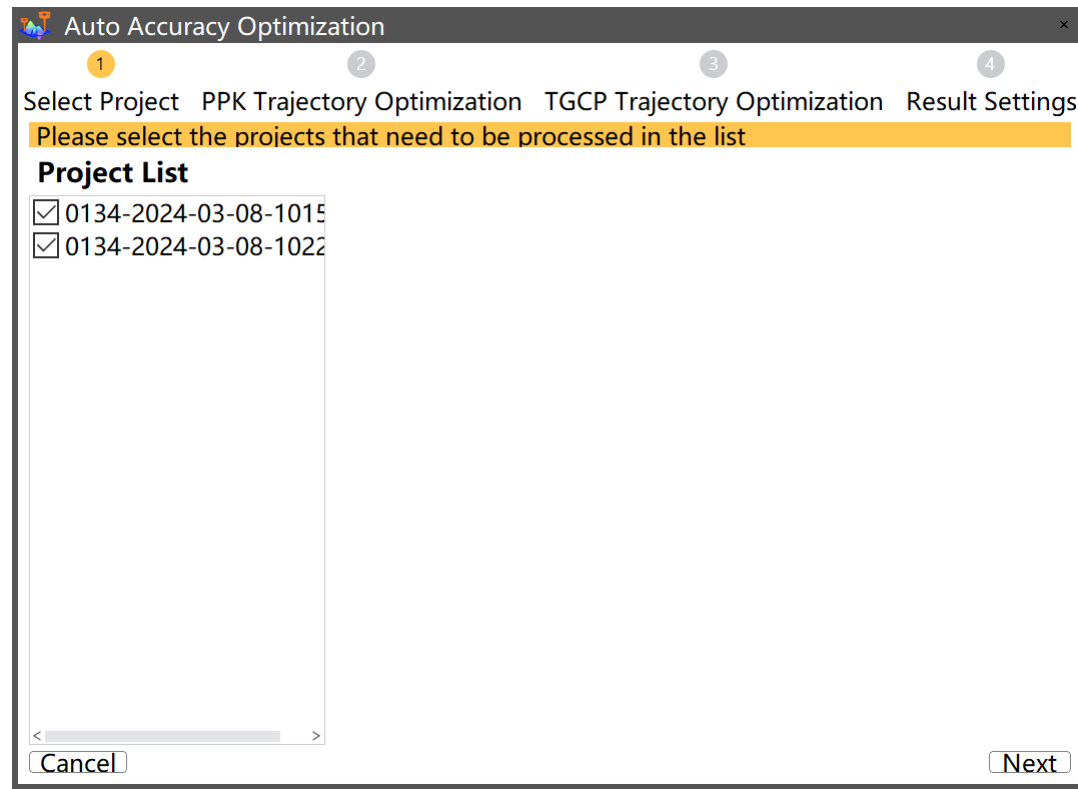 Auto Accuracy Optimization ×
1 2 3 4
Select Project PPK Trajectory Optimization TGCP Trajectory Optimization Result Settings
Please select the projects that need to be processed in the list
Project List
0134-2024-03-08-1015
0134-2024-03-08-1022
Cancel Next